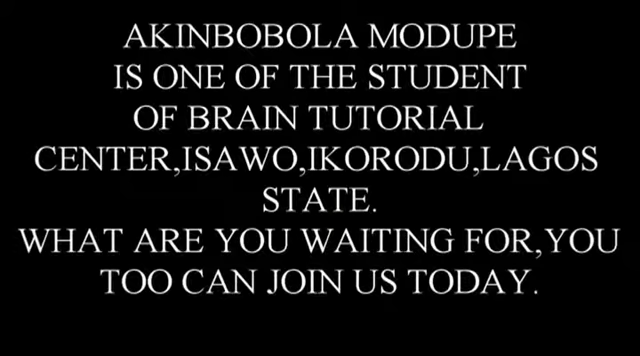 AKINBOBOLA MODUPE
IS ONE OF THE STUDENT
OF BRAIN TUTORIAL
CENTER,ISAWO,IKORODU,LAGOS
STATE.
WHAT ARE YOU WAITING FOR,YOU
TOO CAN JOIN US TODAY.